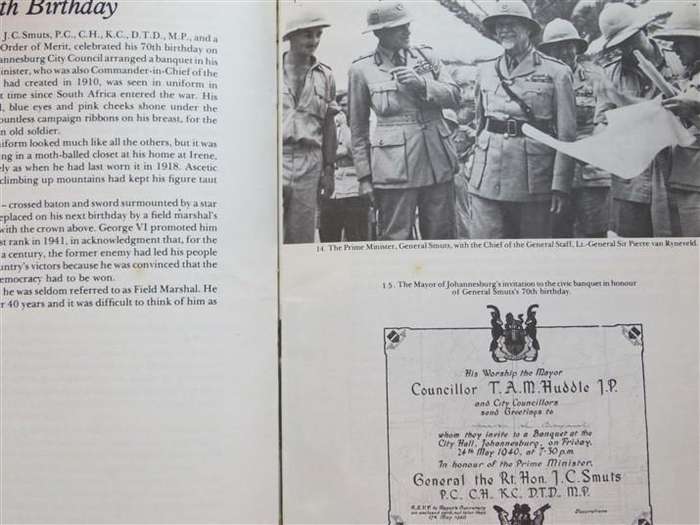 th Birthday
J.C. Smuts, P.C., C.H., K.C., D.T.D., M.P., and a
Order of Merit, celebrated his 70th birthday on
annesburg City Council arranged a banquet in his
inister, who was also Commander-in-Chief of the
had created in 1910, was seen in uniform in
t time since South Africa entered the war. His
l, blue eyes and pink cheeks shone under the
ountless campaign ribbons on his breast, for the
n old soldier.
niform looked much like all the others, but it was
ng in a moth-balled closet at his home at Irene,
ely as when he had last worn it in 1918. Ascetic
climbing up mountains had kept his figure taut
– crossed baton and sword surmounted by a star
replaced on his next birthday by a field marshal's
with the crown above. George VI promoted him
st rank in 1941, in acknowledgment that, for the
a century, the former enemy had led his people
untry's victors because he was convinced that the
emocracy had to be won.
he was seldom referred to as Field Marshal. He
r 40 years and it was difficult to think of him as
14. The Prime Minister, General Smuts, with the Chief of the General Staff, Lt.-General Sir Pierre van Ryneveld.
15. The Mayor of Johannesburg's invitation to the civic banquet in honour
of General Smuts's 70th birthday.
His Worship the Mayor
Councillor T.A.M. Huddle J.P.
and City Councillors
send Greetings to
whom they invite to a Banquet at the
City Hall, Johannesburg, on Friday,
24th May 1940, at 7-30 p.m.
In honour of the Prime Minister,
General the Rt. Hon. J.C. Smuts
P.C. C.H. K.C. D.T.D. M.P.
R.S.V.P. to
17th May 1940
Decorations